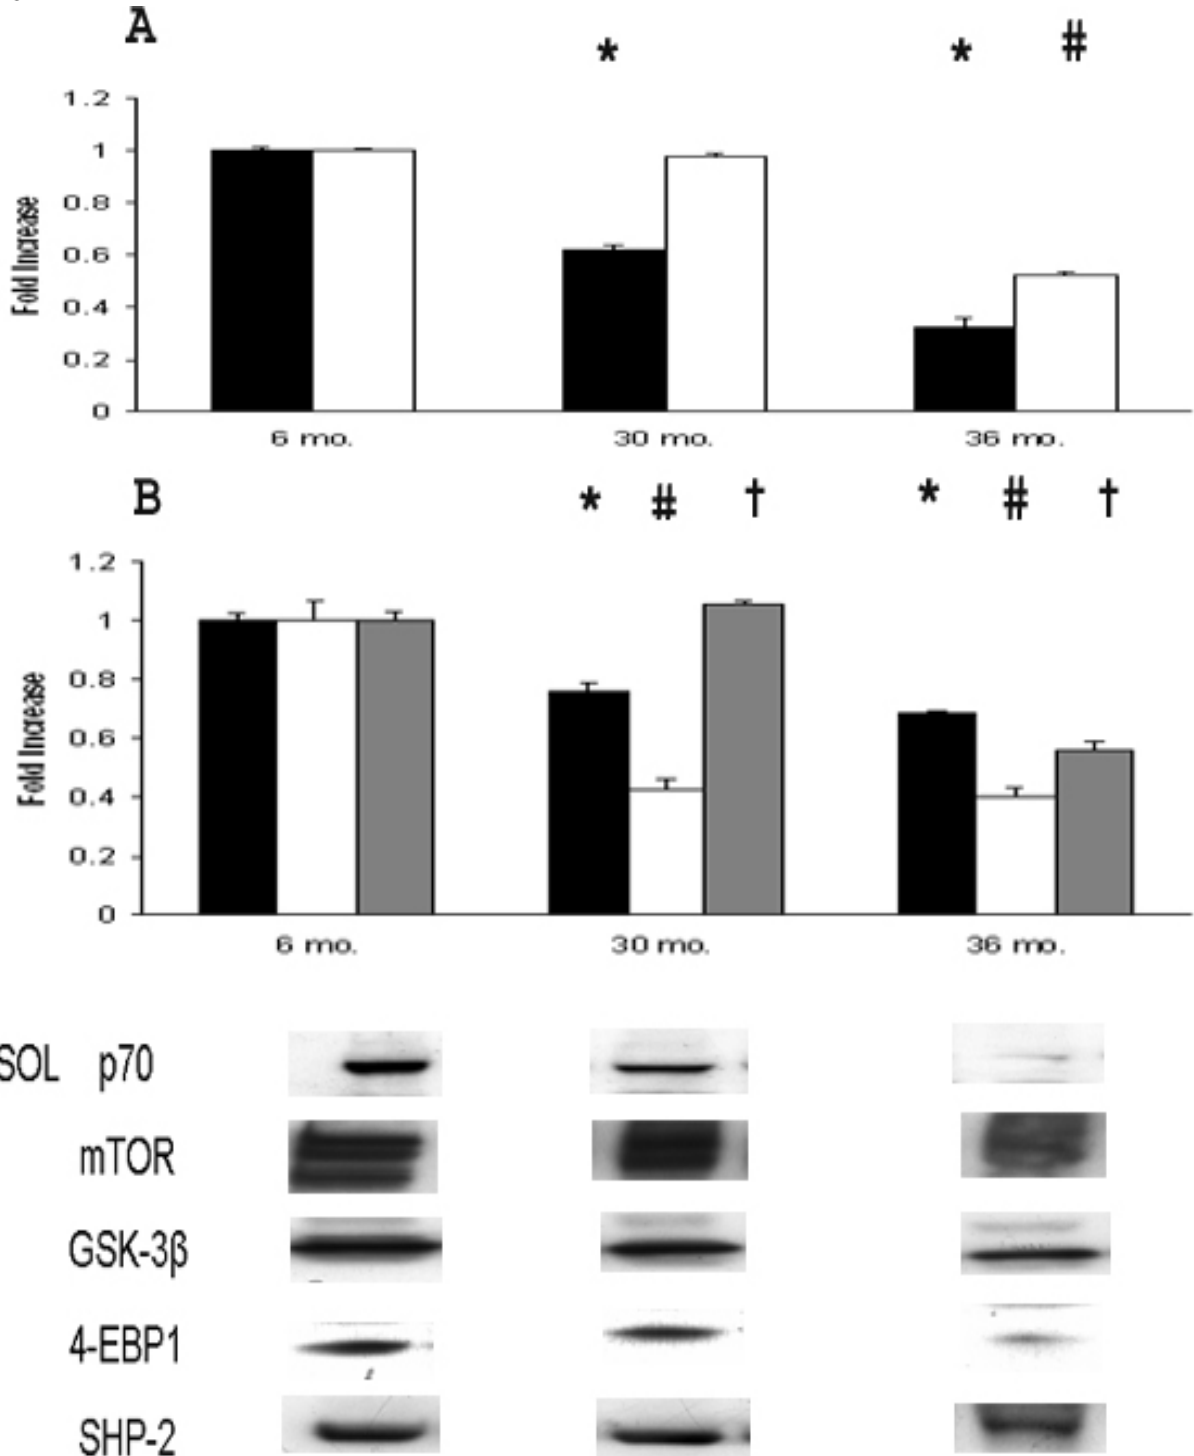 A
* * #
1.2
1
0.8
0.6
0.4
0.2
0
Fold Increase
6 mo. 30 mo. 36 mo.
B
* # † * # †
1.2
1
0.8
0.6
0.4
0.2
0
Fold Increase
6 mo. 30 mo. 36 mo.
SOL p70
mTOR
GSK-3β
4-EBP1
SHP-2